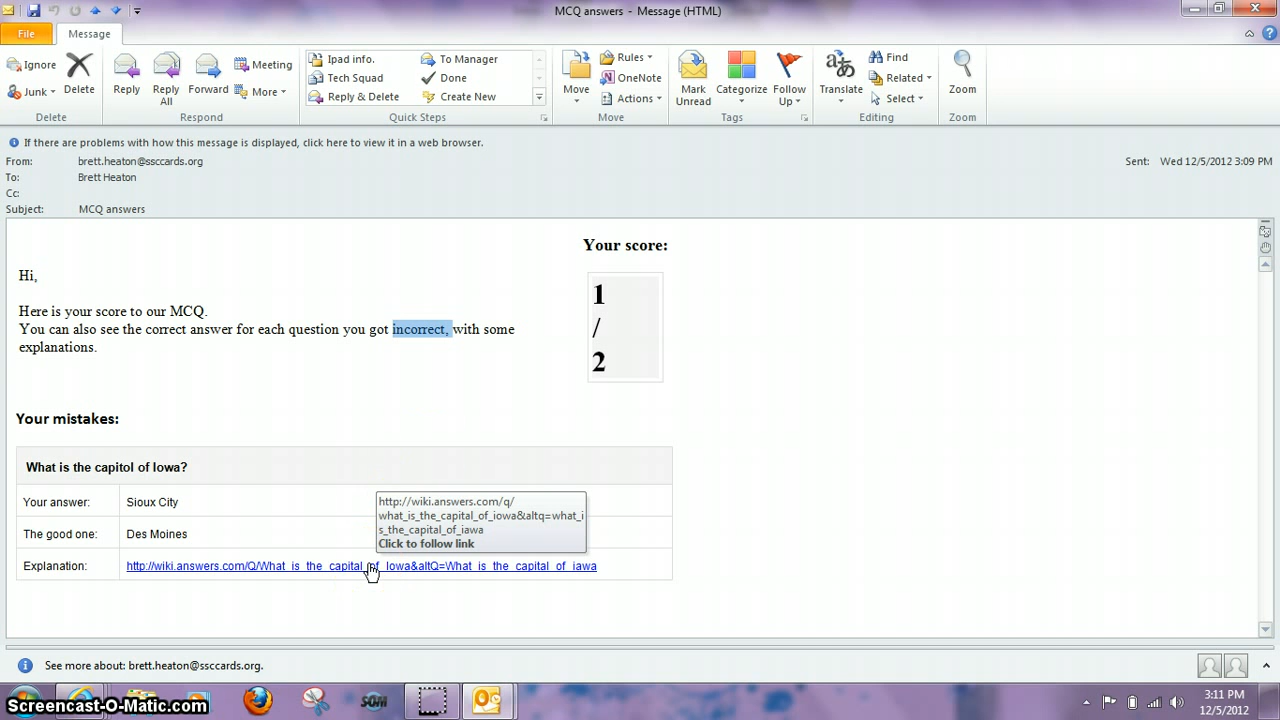 MCQ answers - Message (HTML)
File
Message
Ignore
Junk
Delete
Delete
Reply
Reply All
Forward
Meeting
More
Respond
Ipad info.
Tech Squad
Reply & Delete
To Manager
Done
Create New
Quick Steps
Move
Rules
OneNote
Actions
Move
Mark Unread
Categorize
Follow Up
Tags
Translate
Find
Related
Select
Editing
Zoom
Zoom
If there are problems with how this message is displayed, click here to view it in a web browser.
From: brett.heaton@ssccards.org
Sent: Wed 12/5/2012 3:09 PM
To: Brett Heaton
Cc:
Subject: MCQ answers
Your score:
1
/
2
Hi,
Here is your score to our MCQ.
You can also see the correct answer for each question you got incorrect, with some
explanations.
Your mistakes:
What is the capitol of Iowa?
Your answer: Sioux City
The good one: Des Moines
http://wiki.answers.com/q/
what_is_the_capital_of_iowa&altq=what_i
s_the_capital_of_iawa
Click to follow link
Explanation: http://wiki.answers.com/Q/What_is_the_capital_of_Iowa&altQ=What_is_the_capital_of_iawa
See more about: brett.heaton@ssccards.org.
Screencast-O-Matic.com
SOM
3:11 PM
12/5/2012